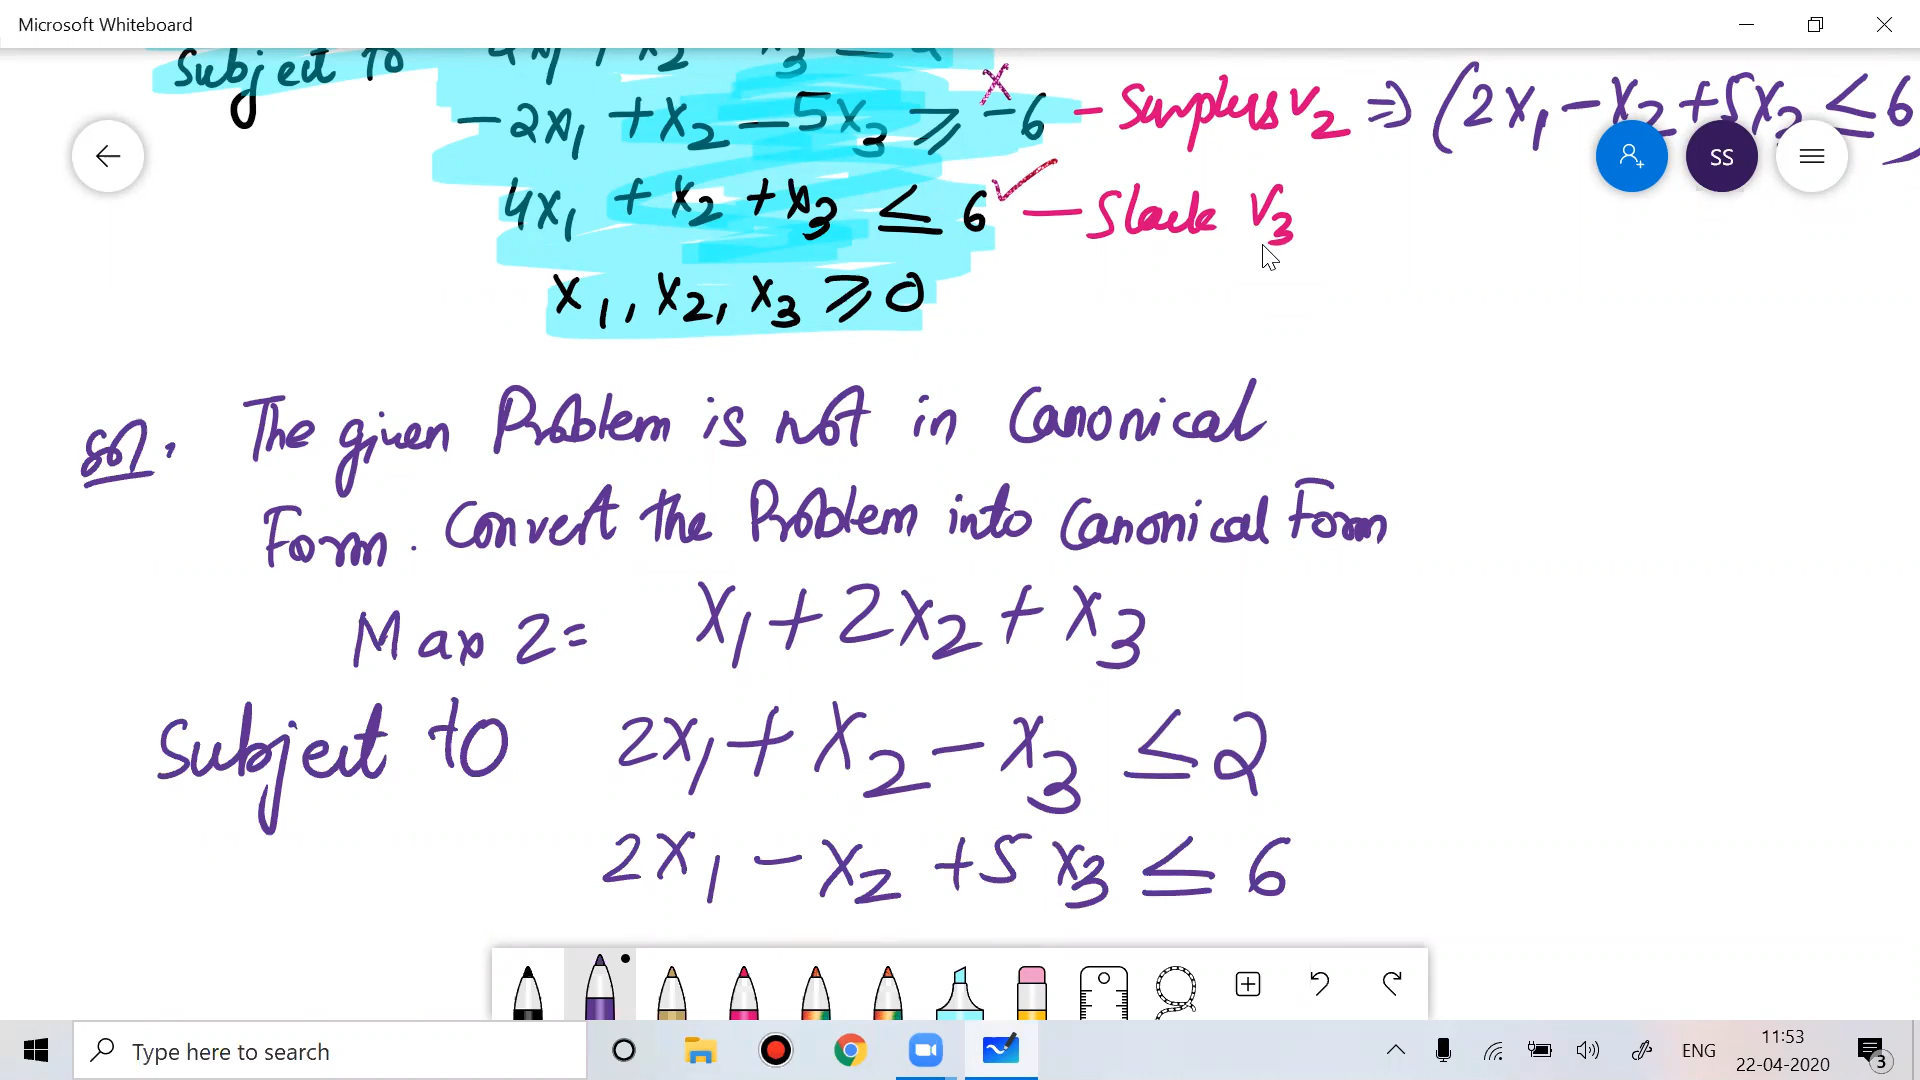 Microsoft Whiteboard
Subject to
-2x₁ + x₂ - 5x₃ ⩾ -6 - Surpless V₂ ⇒ (2x₁ - x₂ + 5x₃ ≤ 6)
4x₁ + x₂ + x₃ ≤ 6 ✓ - Slack V₃
x₁, x₂, x₃ ⩾ 0
SS
Sol. The given Problem is not in Canonical
Form. Convert the Problem into Canonical Form
Max Z = x₁ + 2x₂ + x₃
Subject to 2x₁ + x₂ - x₃ ≤ 2
2x₁ - x₂ + 5x₃ ≤ 6
Type here to search
ENG
11:53
22-04-2020
3